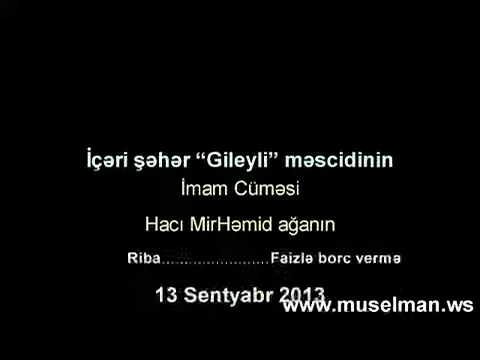 İçəri şəhər “Gileyli” məscidinin
İmam Cüməsi
Hacı MirHəmid ağanın
Riba........................Faizlə borc vermə
13 Sentyabr 2013
www.muselman.ws